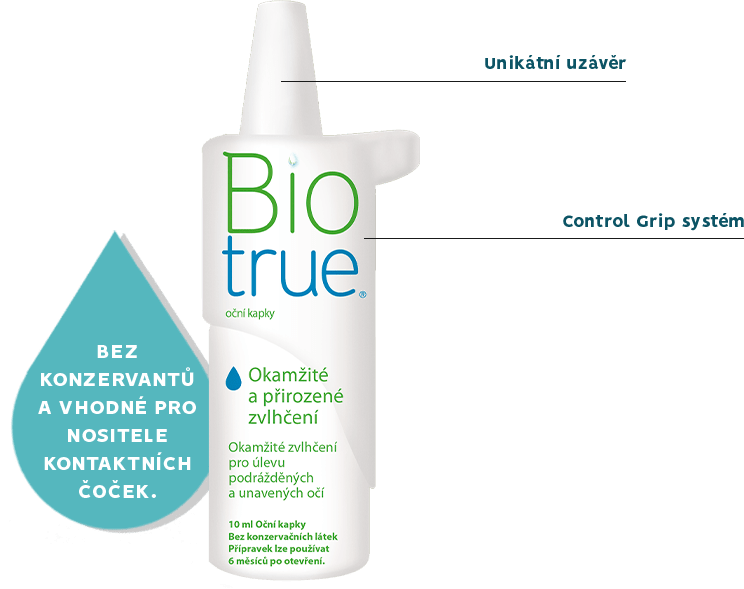 Unikátní uzávěr
Control Grip systém
Bio
true®
oční kapky
BEZ
KONZERVANTŮ
A VHODNÉ PRO
NOSITELE
KONTAKTNÍCH
ČOČEK.
Okamžité
a přirozené
zvlhčení
Okamžité zvlhčení
pro úlevu
podrážděných
a unavených očí
10 ml Oční kapky
Bez konzervačních látek
Přípravek lze používat
6 měsíců po otevření.